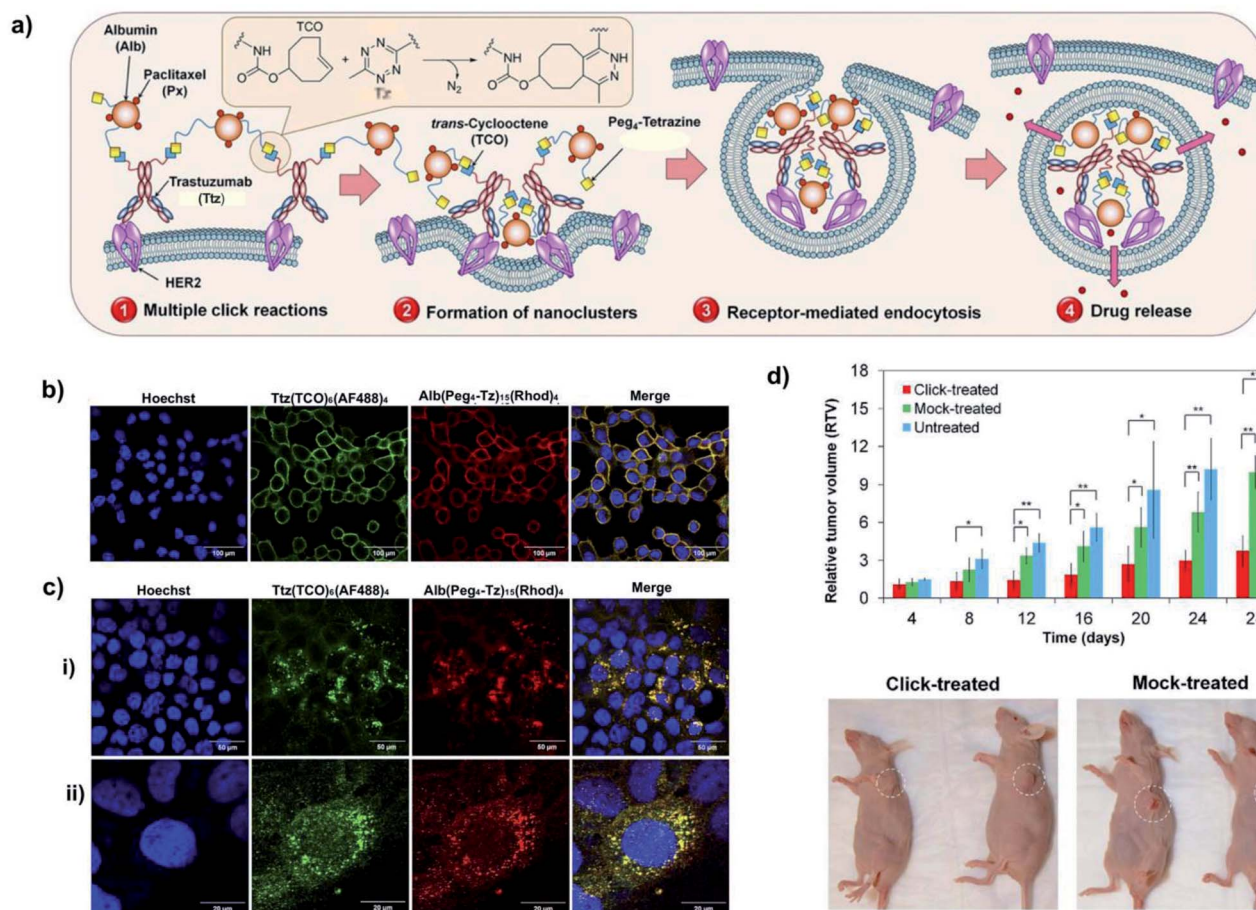 a)
Albumin
(Alb)
Paclitaxel
(Px)
TCO
NH
O
O
+
N
N
N
N
Tz
N₂
NH
O
O
NH
N
trans-Cyclooctene
(TCO)
Peg₄-Tetrazine
Trastuzumab
(Ttz)
HER2
1 Multiple click reactions
2 Formation of nanoclusters
3 Receptor-mediated endocytosis
4 Drug release
b)
Hoechst
Ttz(TCO)₆(AF488)₄
Alb(Peg₄-Tz)₁₅(Rhod)₄
Merge
100 µm
100 µm
100 µm
100 µm
c)
Hoechst
Ttz(TCO)₆(AF488)₄
Alb(Peg₄-Tz)₁₅(Rhod)₄
Merge
i)
50 µm
50 µm
50 µm
50 µm
ii)
20 µm
20 µm
20 µm
20 µm
d)
Relative tumor volume (RTV)
18
15
12
9
6
3
0
Click-treated
Mock-treated
Untreated
*
*
**
*
**
*
*
*
**
**
*
**
4
8
12
16
20
24
2
Time (days)
Click-treated
Mock-treated